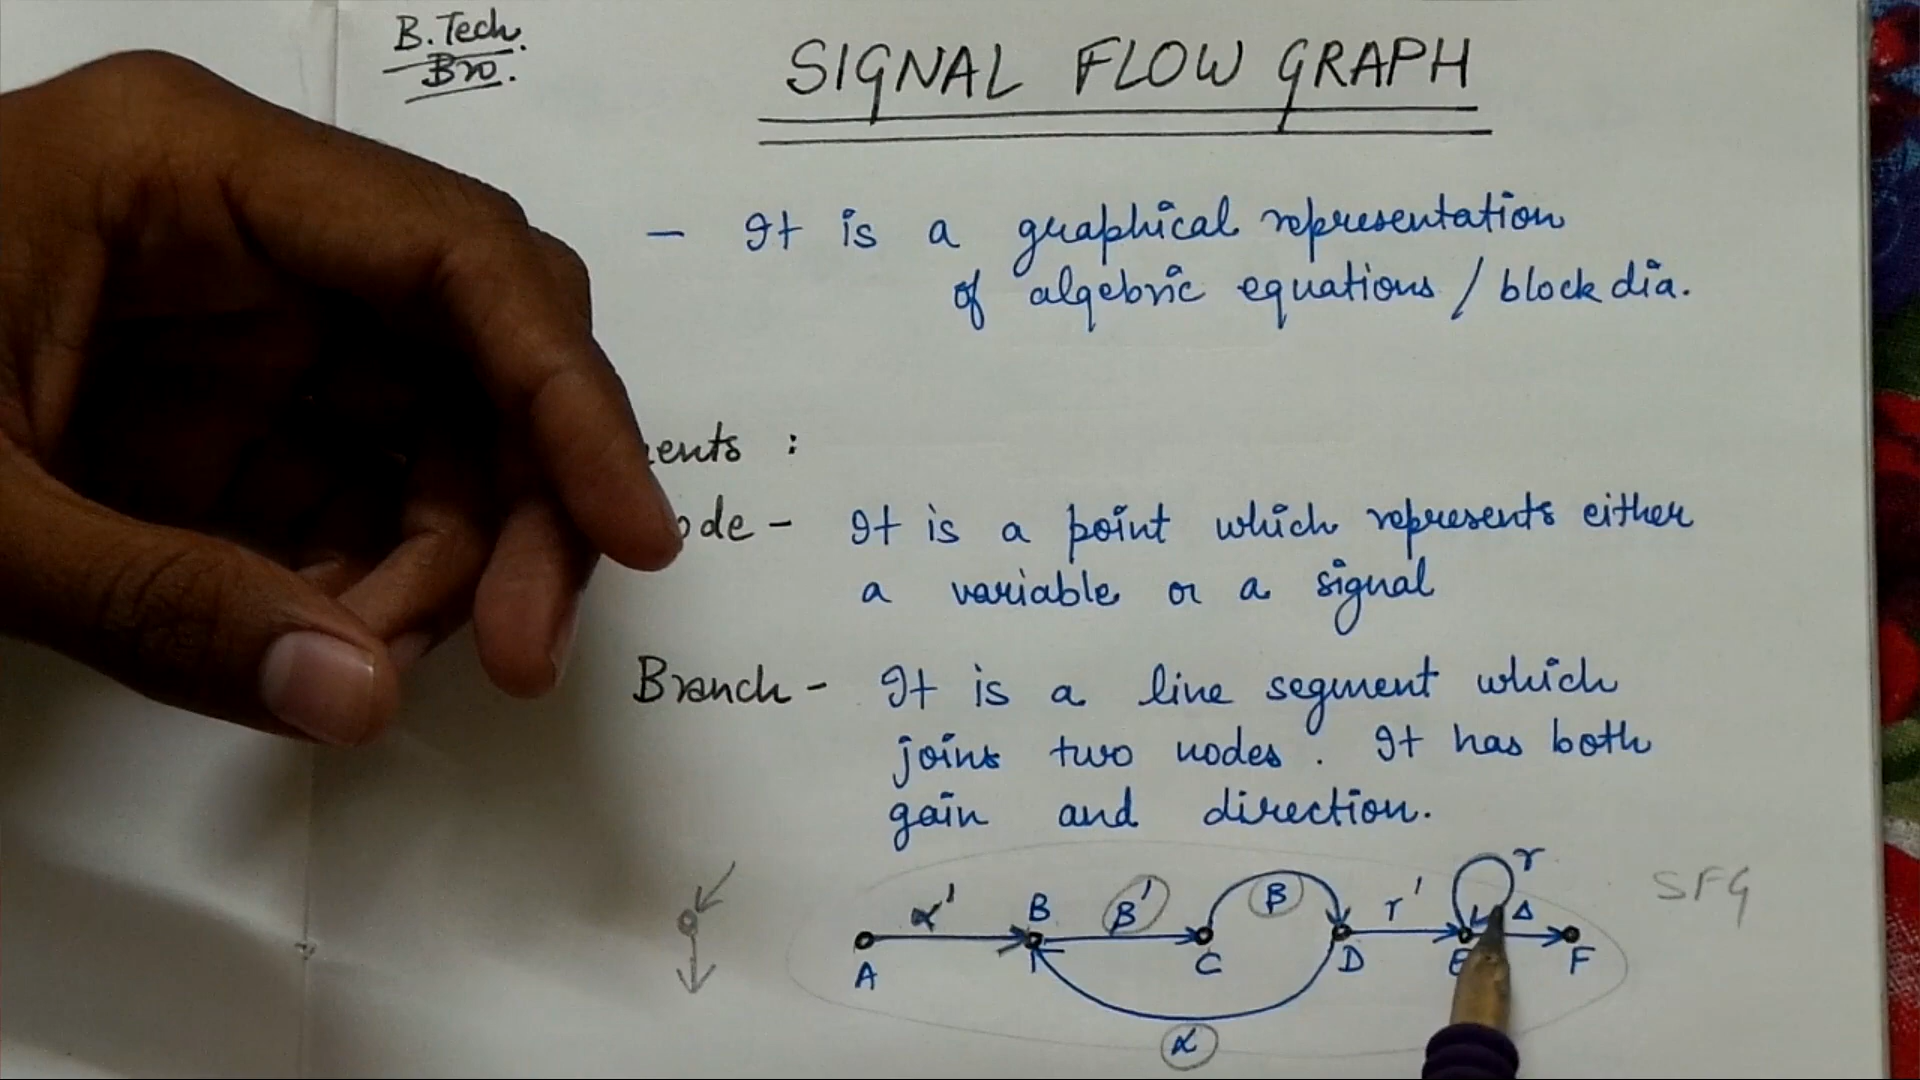 B.Tech.
Bro.
SIGNAL FLOW GRAPH
- It is a graphical representation
of algebric equations / block dia.
ents :
ode - It is a point which represents either
a variable or a signal
Branch - It is a line segment which
joins two nodes. It has both
gain and direction.
α' B β' β γ' γ Δ SFG
A C D E F
α